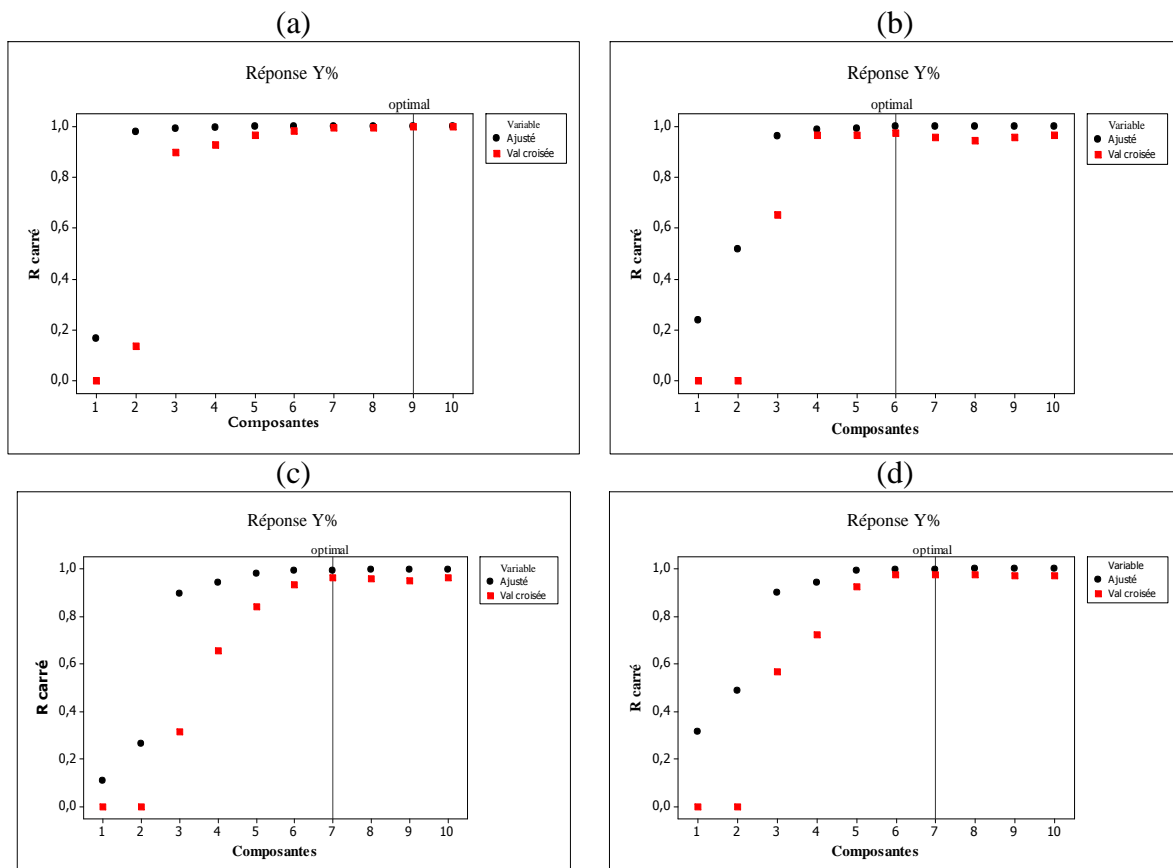 (a)
Réponse Y%
optimal
Variable
Ajusté
Val croisée
R carré
1,0
0,8
0,6
0,4
0,2
0,0
1 2 3 4 5 6 7 8 9 10
Composantes
(b)
Réponse Y%
optimal
Variable
Ajusté
Val croisée
R carré
1,0
0,8
0,6
0,4
0,2
0,0
1 2 3 4 5 6 7 8 9 10
Composantes
(c)
Réponse Y%
optimal
Variable
Ajusté
Val croisée
R carré
1,0
0,8
0,6
0,4
0,2
0,0
1 2 3 4 5 6 7 8 9 10
Composantes
(d)
Réponse Y%
optimal
Variable
Ajusté
Val croisée
R carré
1,0
0,8
0,6
0,4
0,2
0,0
1 2 3 4 5 6 7 8 9 10
Composantes